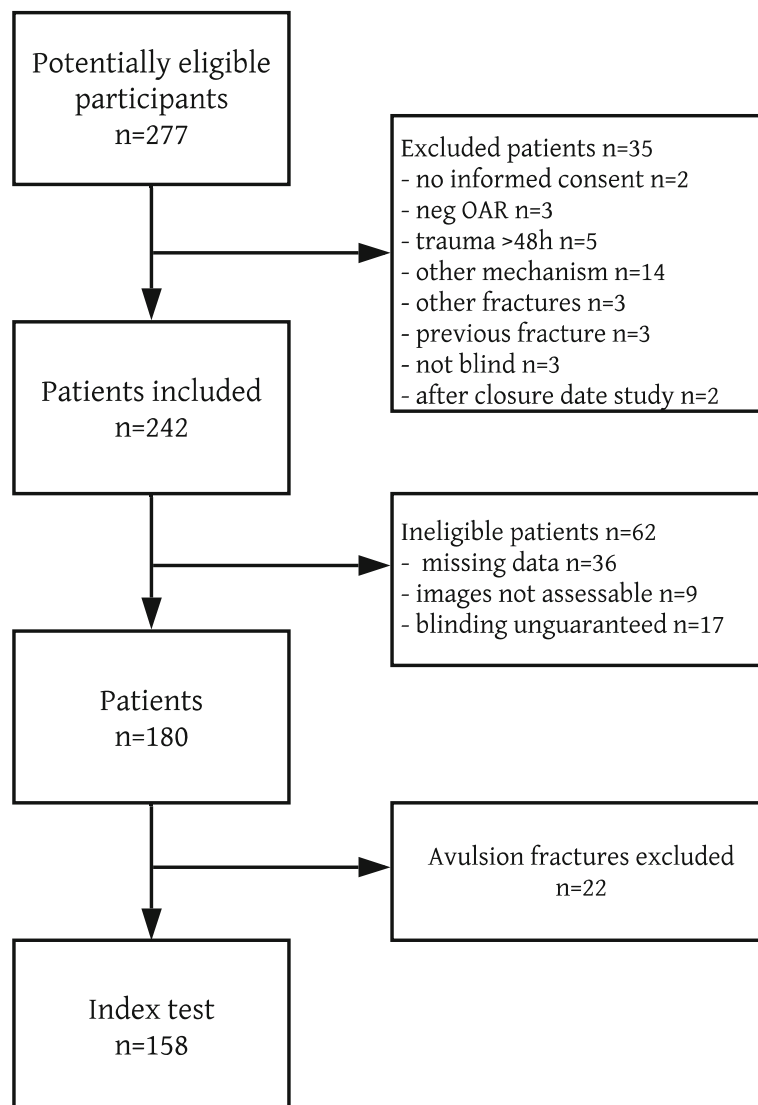 Potentially eligible
participants
n=277
Excluded patients n=35
- no informed consent n=2
- neg OAR n=3
- trauma >48h n=5
- other mechanism n=14
- other fractures n=3
- previous fracture n=3
- not blind n=3
- after closure date study n=2
Patients included
n=242
Ineligible patients n=62
-  missing data n=36
- images not assessable n=9
- blinding unguaranteed n=17
Patients
n=180
Avulsion fractures excluded
n=22
Index test
n=158